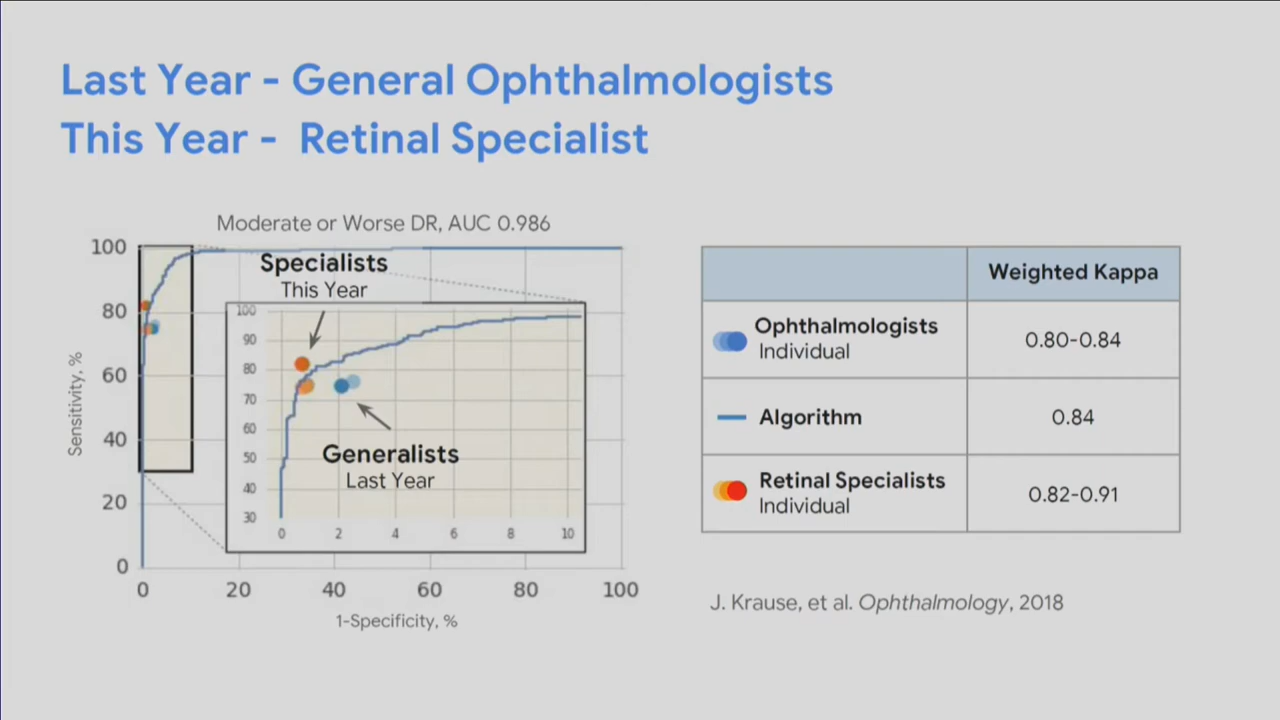 Last Year - General Ophthalmologists
This Year - Retinal Specialist
Moderate or Worse DR, AUC 0.986
Sensitivity, %
100
80
60
40
20
0
0 20 40 60 80 100
1-Specificity, %
Specialists
This Year
100
90
80
70
60
50
40
30
0 2 4 6 8 10
Generalists
Last Year
Weighted Kappa
Ophthalmologists
Individual
0.80-0.84
Algorithm
0.84
Retinal Specialists
Individual
0.82-0.91
J. Krause, et al. Ophthalmology, 2018